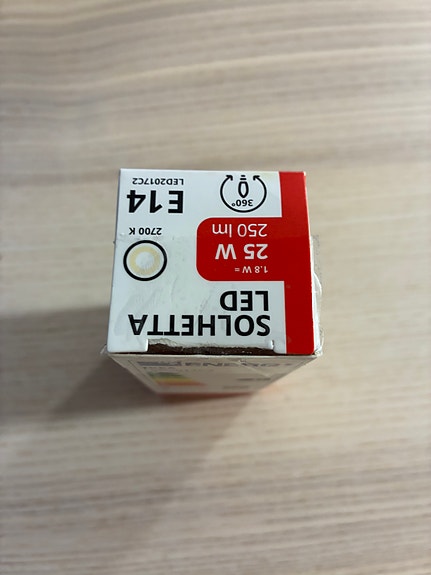 SOLHETTA
LED
1.8 W =
25 W
250 lm
2700 K
E14
LED2017C2
360°